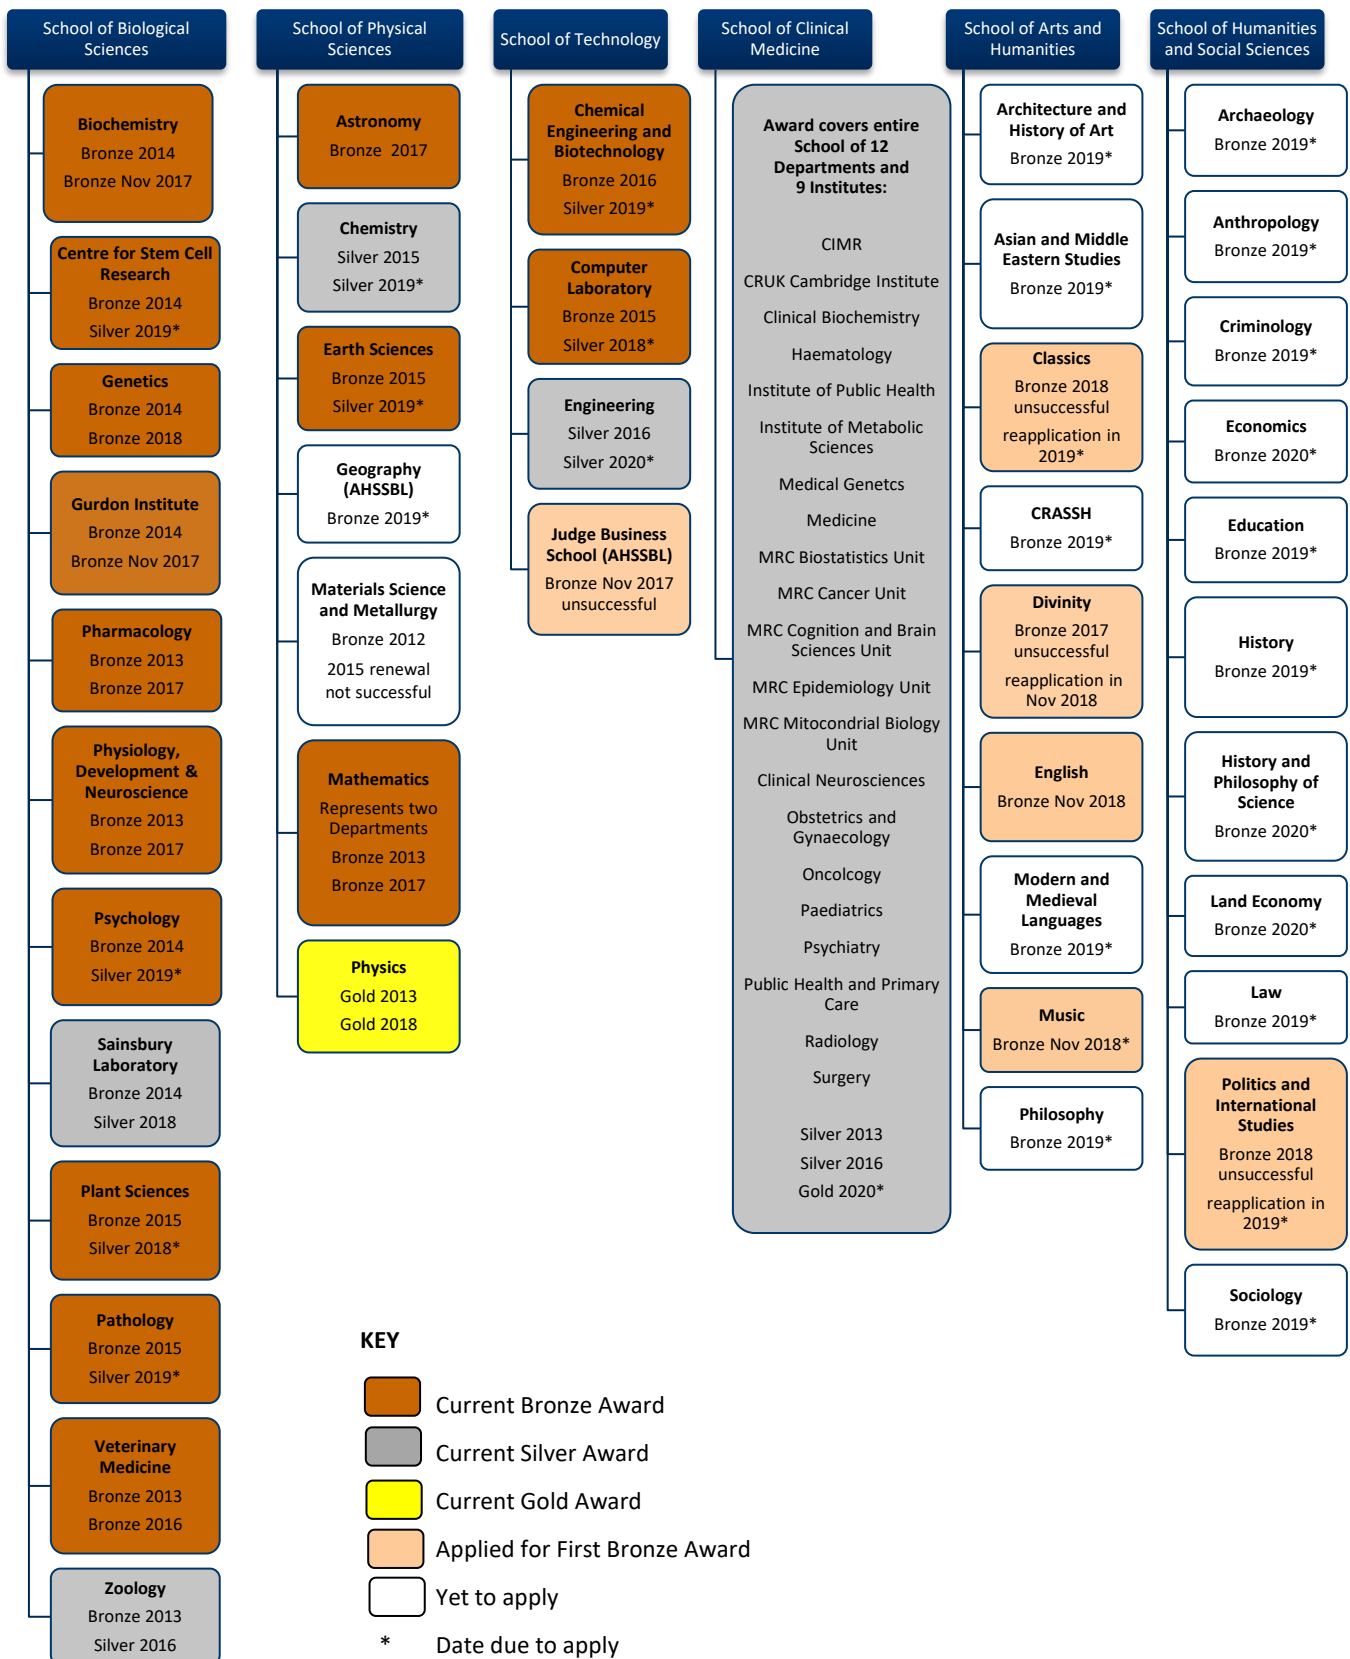 School of Biological
Sciences
Biochemistry
Bronze 2014
Bronze Nov 2017
Centre for Stem Cell
Research
Bronze 2014
Silver 2019*
Genetics
Bronze 2014
Bronze 2018
Gurdon Institute
Bronze 2014
Bronze Nov 2017
Pharmacology
Bronze 2013
Bronze 2017
Physiology,
Development &
Neuroscience
Bronze 2013
Bronze 2017
Psychology
Bronze 2014
Silver 2019*
Sainsbury
Laboratory
Bronze 2014
Silver 2018
Plant Sciences
Bronze 2015
Silver 2018*
Pathology
Bronze 2015
Silver 2019*
Veterinary
Medicine
Bronze 2013
Bronze 2016
Zoology
Bronze 2013
Silver 2016
School of Physical
Sciences
Astronomy
Bronze 2017
Chemistry
Silver 2015
Silver 2019*
Earth Sciences
Bronze 2015
Silver 2019*
Geography
(AHSSBL)
Bronze 2019*
Materials Science
and Metallurgy
Bronze 2012
2015 renewal
not successful
Mathematics
Represents two
Departments
Bronze 2013
Bronze 2017
Physics
Gold 2013
Gold 2018
School of Technology
Chemical
Engineering and
Biotechnology
Bronze 2016
Silver 2019*
Computer
Laboratory
Bronze 2015
Silver 2018*
Engineering
Silver 2016
Silver 2020*
Judge Business
School (AHSSBL)
Bronze Nov 2017
unsuccessful
School of Clinical
Medicine
Award covers entire
School of 12
Departments and
9 Institutes:
CIMR
CRUK Cambridge Institute
Clinical Biochemistry
Haematology
Institute of Public Health
Institute of Metabolic
Sciences
Medical Genetcs
Medicine
MRC Biostatistics Unit
MRC Cancer Unit
MRC Cognition and Brain
Sciences Unit
MRC Epidemiology Unit
MRC Mitocondrial Biology
Unit
Clinical Neurosciences
Obstetrics and
Gynaecology
Oncolcogy
Paediatrics
Psychiatry
Public Health and Primary
Care
Radiology
Surgery
Silver 2013
Silver 2016
Gold 2020*
School of Arts and
Humanities
Architecture and
History of Art
Bronze 2019*
Asian and Middle
Eastern Studies
Bronze 2019*
Classics
Bronze 2018
unsuccessful
reapplication in
2019*
CRASSH
Bronze 2019*
Divinity
Bronze 2017
unsuccessful
reapplication in
Nov 2018
English
Bronze Nov 2018
Modern and
Medieval
Languages
Bronze 2019*
Music
Bronze Nov 2018*
Philosophy
Bronze 2019*
School of Humanities
and Social Sciences
Archaeology
Bronze 2019*
Anthropology
Bronze 2019*
Criminology
Bronze 2019*
Economics
Bronze 2020*
Education
Bronze 2019*
History
Bronze 2019*
History and
Philosophy of
Science
Bronze 2020*
Land Economy
Bronze 2020*
Law
Bronze 2019*
Politics and
International
Studies
Bronze 2018
unsuccessful
reapplication in
2019*
Sociology
Bronze 2019*
KEY
Current Bronze Award
Current Silver Award
Current Gold Award
Applied for First Bronze Award
Yet to apply
* Date due to apply